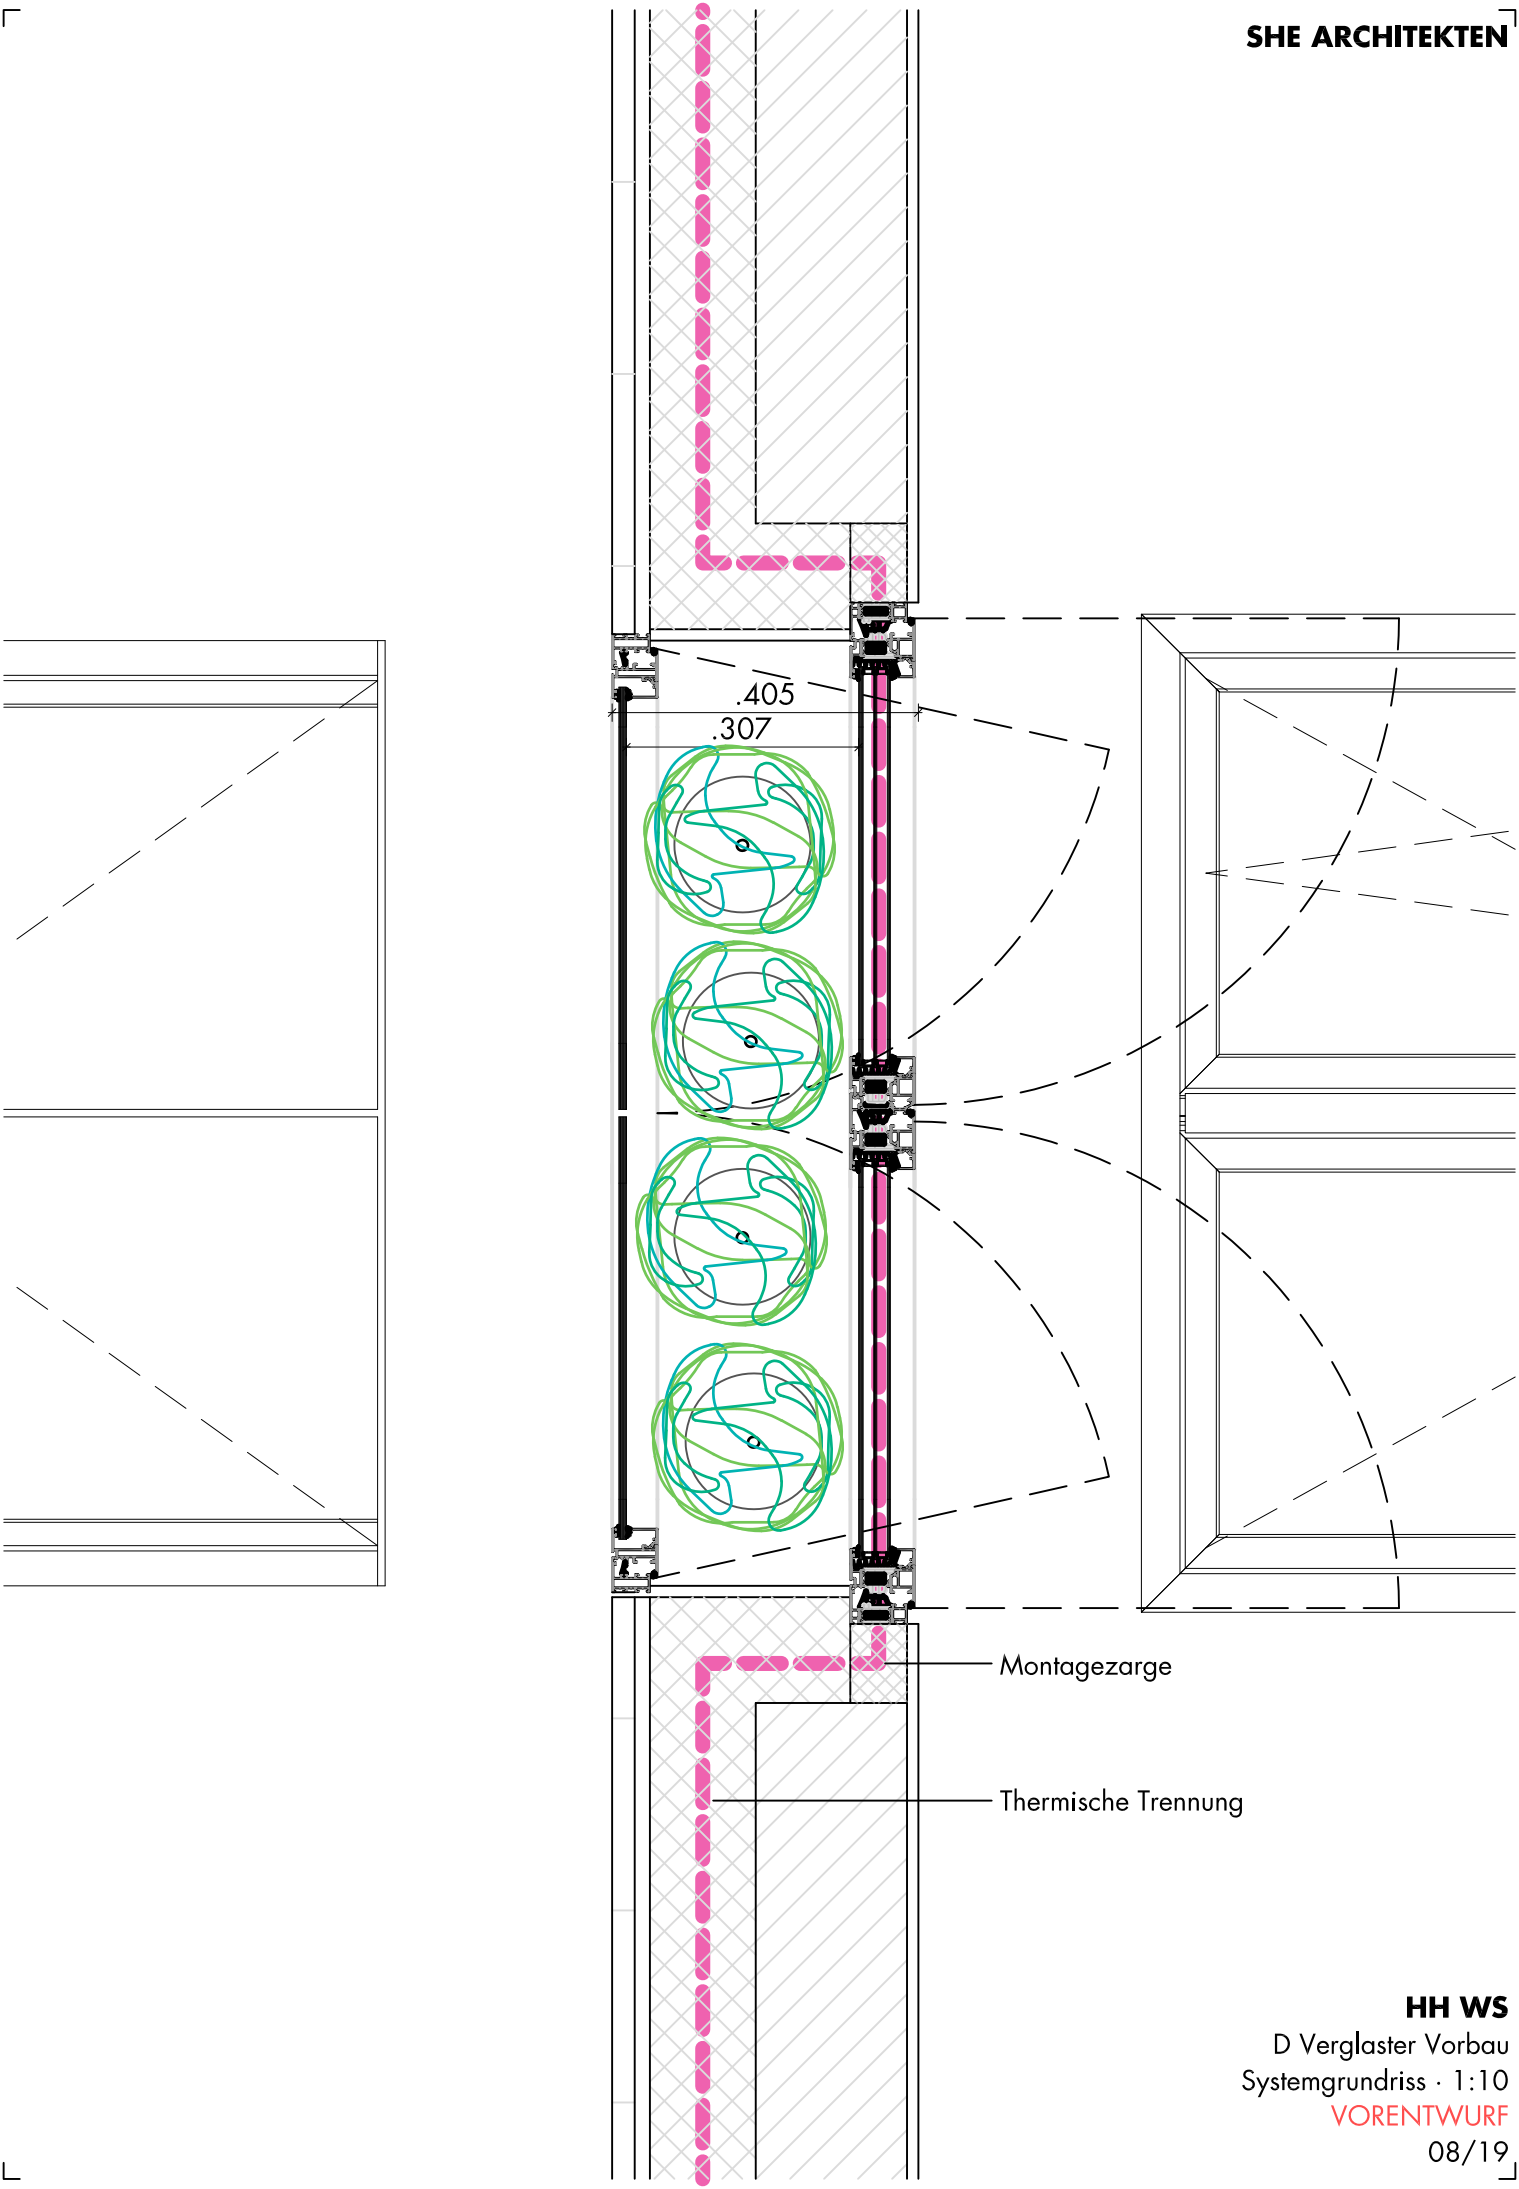 SHE ARCHITEKTEN
.405
.307
Montagezarge
Thermische Trennung
HH WS
D Verglaster Vorbau
Systemgrundriss · 1:10
VORENTWURF
08/19